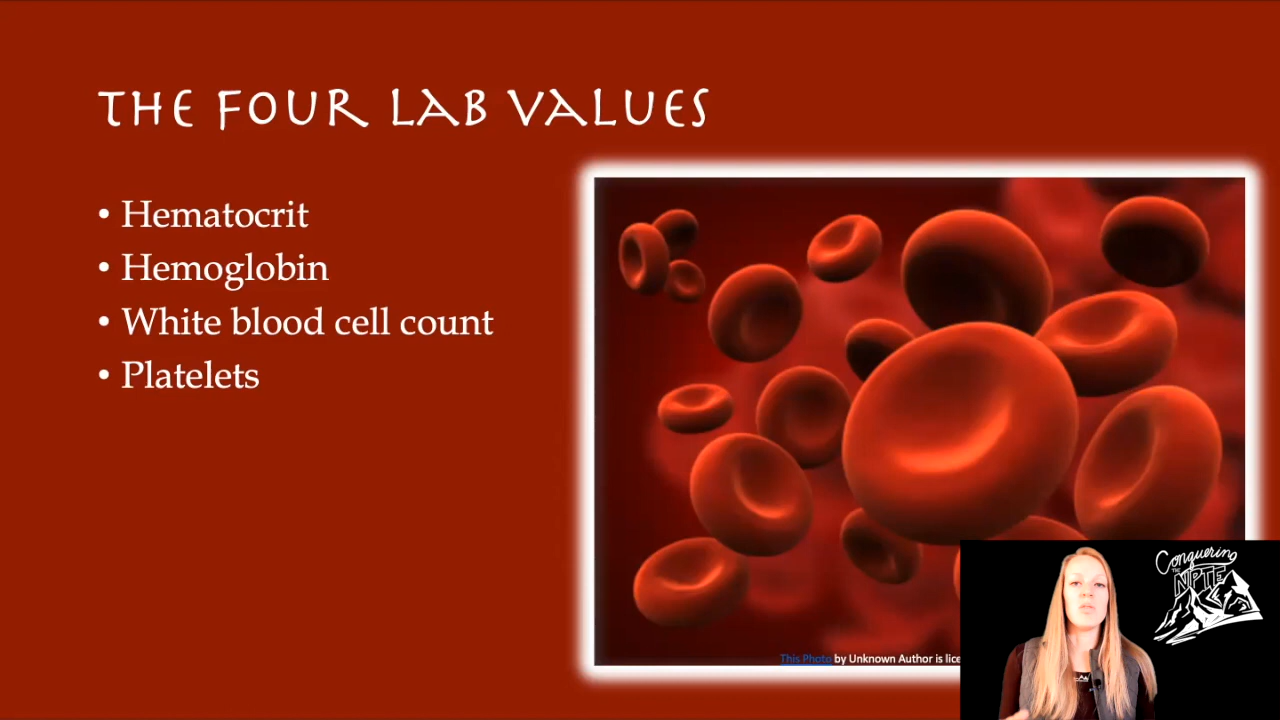 THE FOUR LAB VALUES
• Hematocrit
• Hemoglobin
• White blood cell count
• Platelets
This Photo by Unknown Author is lice
Conquering
THE
NPTE